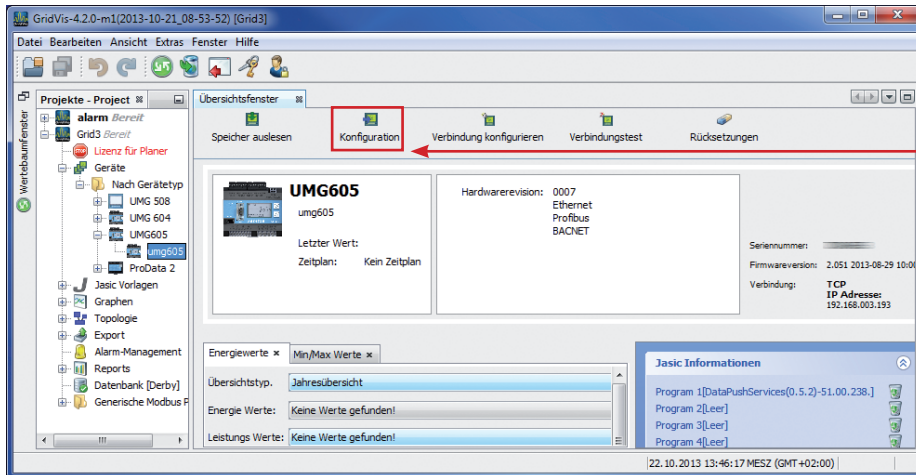 GridVis-4.2.0-m1(2013-10-21_08-53-52) [Grid3]
Datei Bearbeiten Ansicht Extras Fenster Hilfe
Wertebaumfenster
Projekte - Project
alarm Bereit
Grid3 Bereit
Lizenz für Planer
Geräte
Nach Gerätetyp
UMG 508
UMG 604
UMG605
umg605
ProData 2
Jasic Vorlagen
Graphen
Topologie
Export
Alarm-Management
Reports
Datenbank [Derby]
Generische Modbus P
Übersichtsfenster
Speicher auslesen
Konfiguration
Verbindung konfigurieren
Verbindungstest
Rücksetzungen
UMG605
umg605
Letzter Wert:
Zeitplan: Kein Zeitplan
Hardwarerevision: 0007
Ethernet
Profibus
BACNET
Seriennummer:
Firmwareversion: 2.051 2013-08-29 10:00
Verbindung: TCP
IP Adresse:
192.168.003.193
Energiewerte
Min/Max Werte
Übersichtstyp. Jahresübersicht
Energie Werte: Keine Werte gefunden!
Leistungs Werte: Keine Werte gefunden!
Jasic Informationen
Program 1[DataPushServices(0.5.2)-51.00.238.]
Program 2[Leer]
Program 3[Leer]
Program 4[Leer]
22.10.2013 13:46:17 MESZ (GMT+02:00)